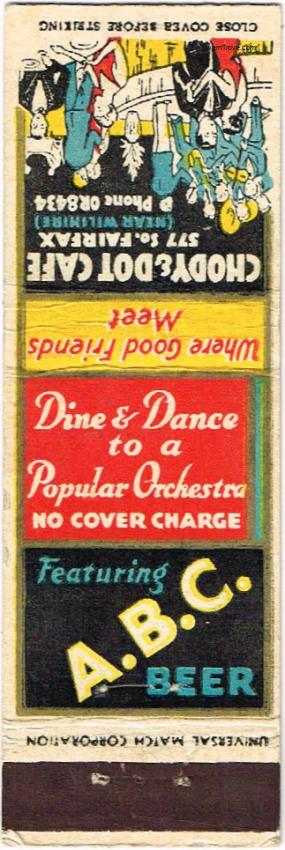 CLOSE COVER BEFORE STRIKING
CHODY & DOT CAFE
577 So. FAIRFAX
(NEAR WILSHIRE)
Phone OR8434
Where Good Friends
Meet
Dine & Dance
to a
Popular Orchestra
NO COVER CHARGE
Featuring
A.B.C.
BEER
UNIVERSAL MATCH CORPORATION